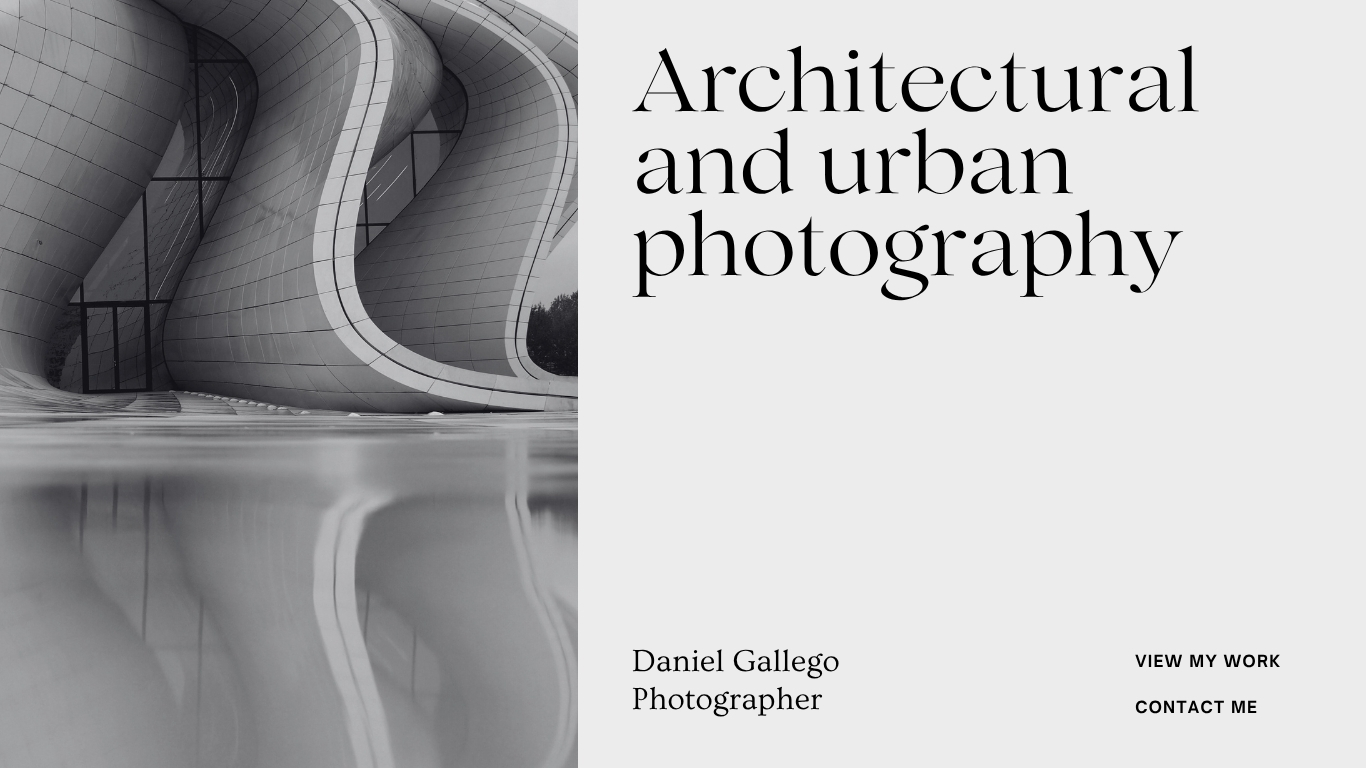 Architectural
and urban
photography
Daniel Gallego
Photographer
VIEW MY WORK
CONTACT ME